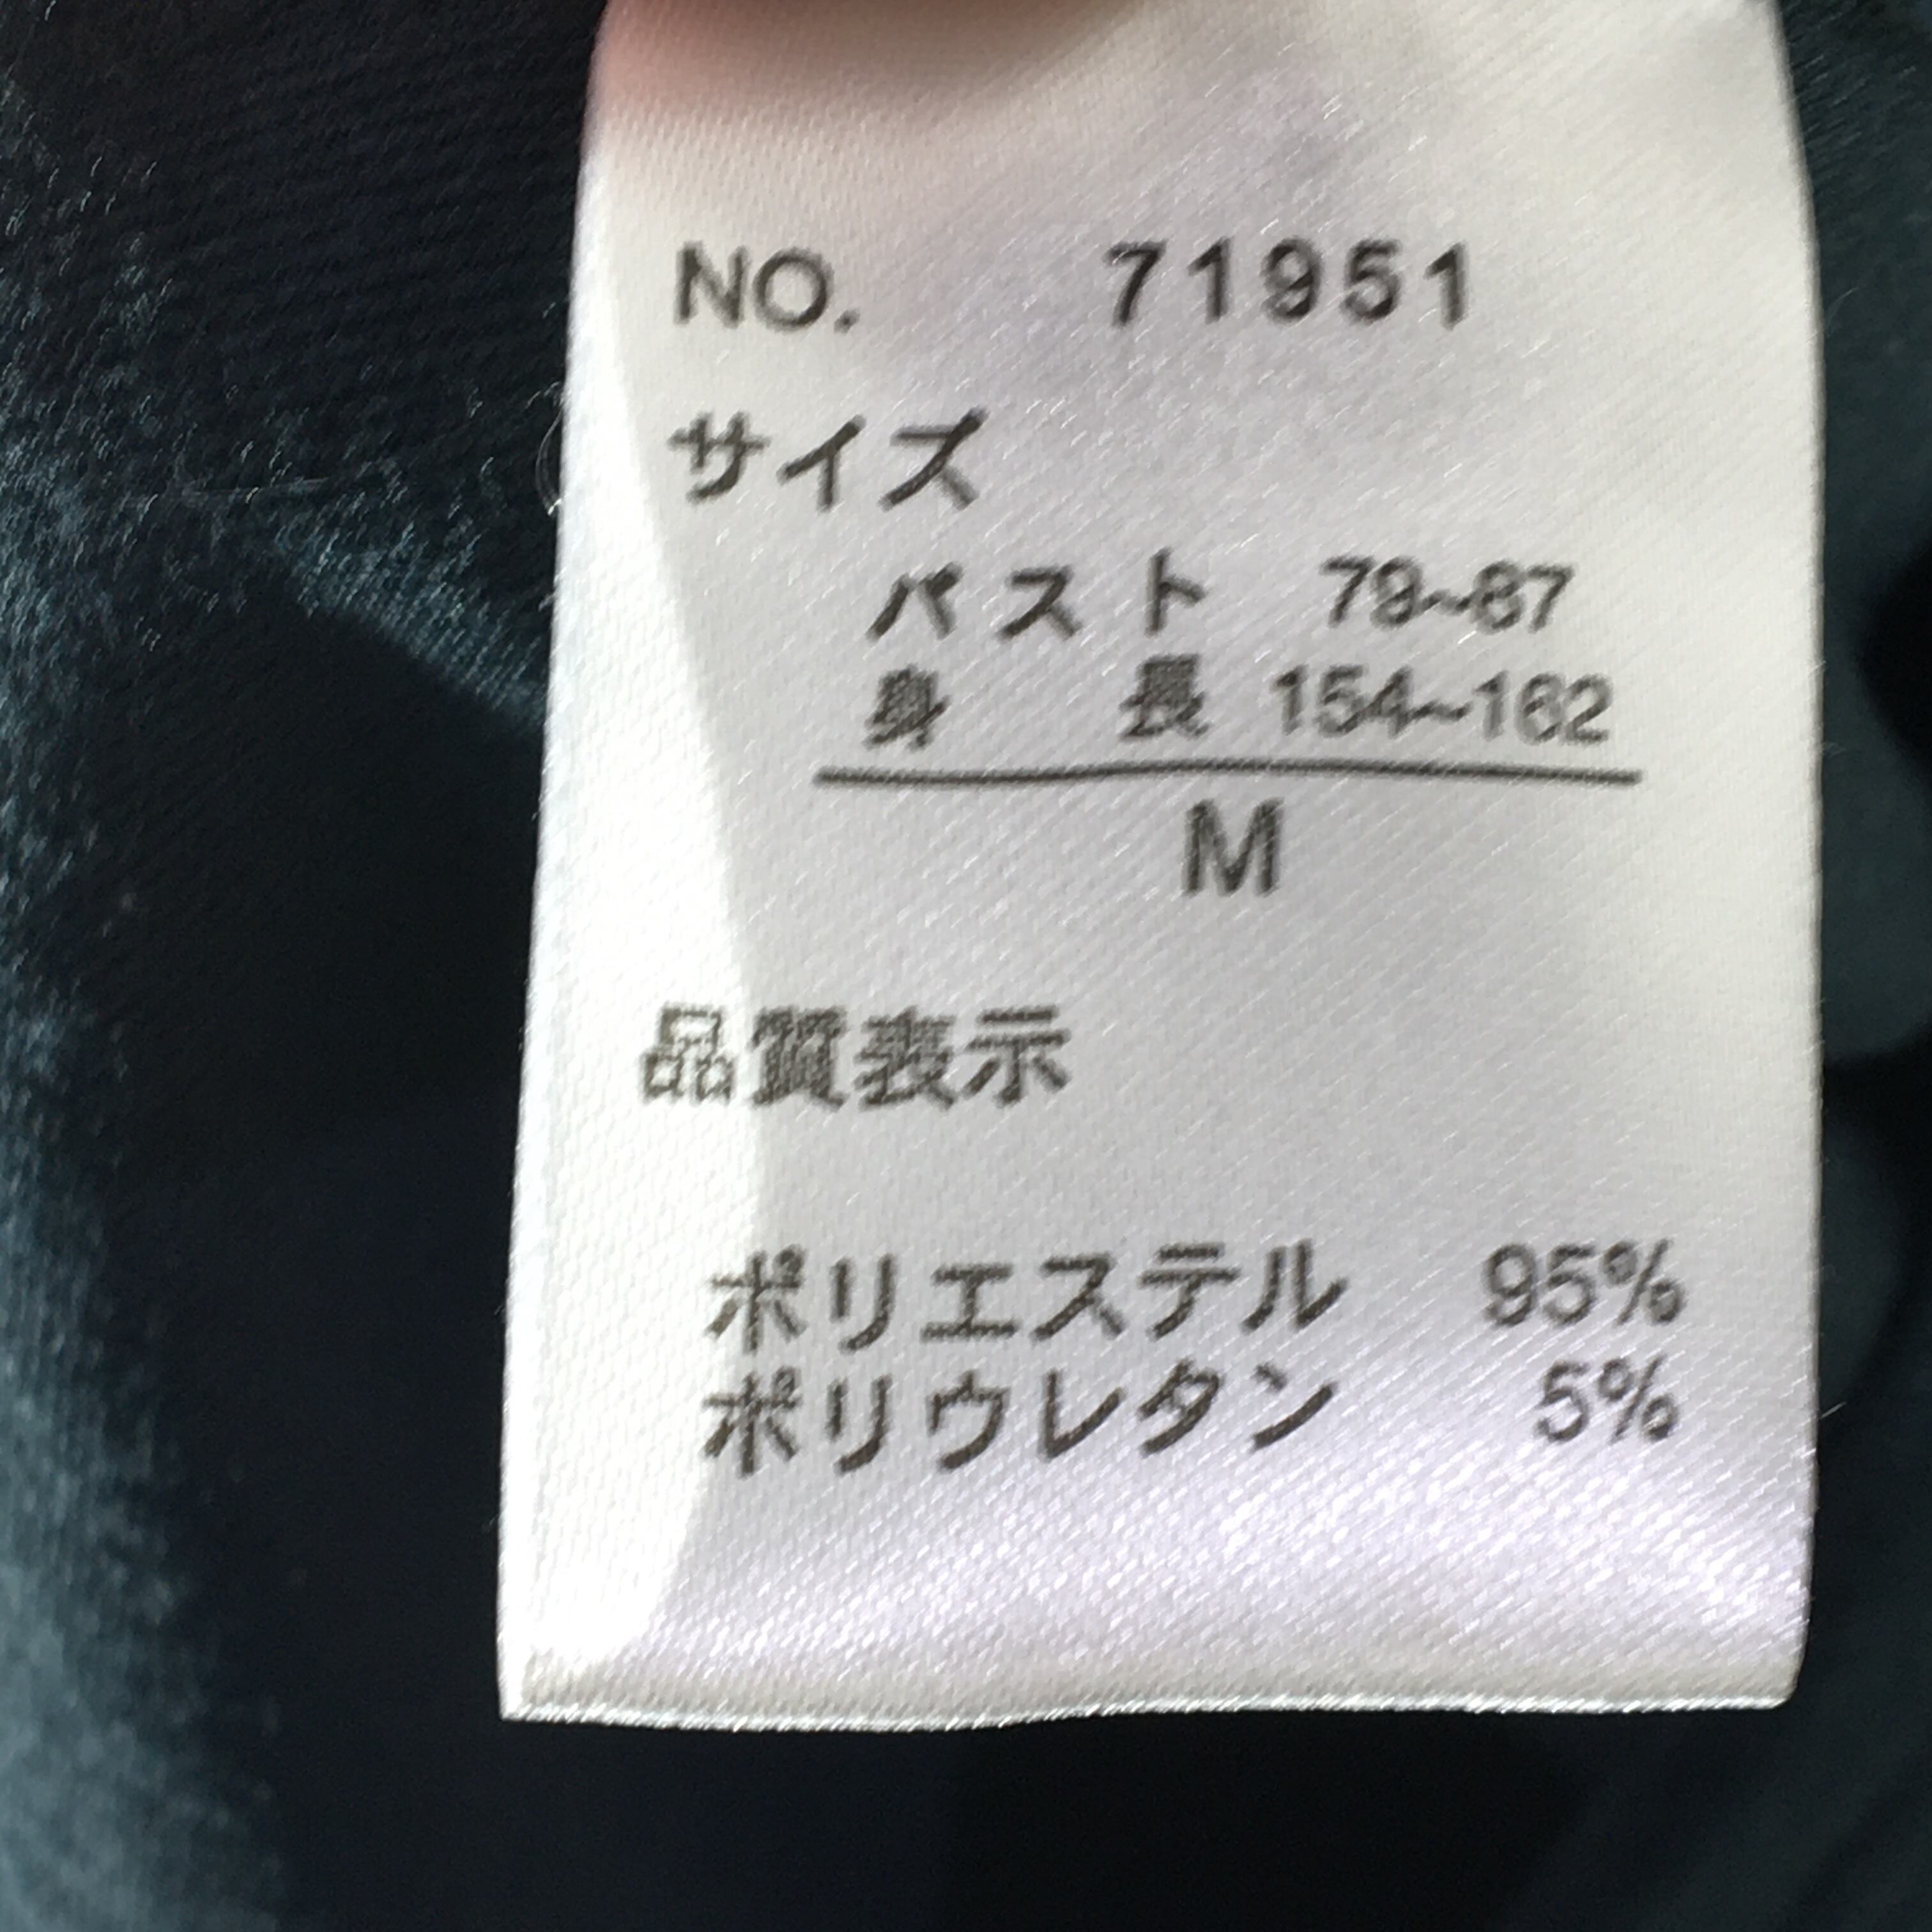 NO. 71951
サイズ
バスト 79~87
身長 154~162
M
品質表示
ポリエステル 95%
ポリウレタン 5%